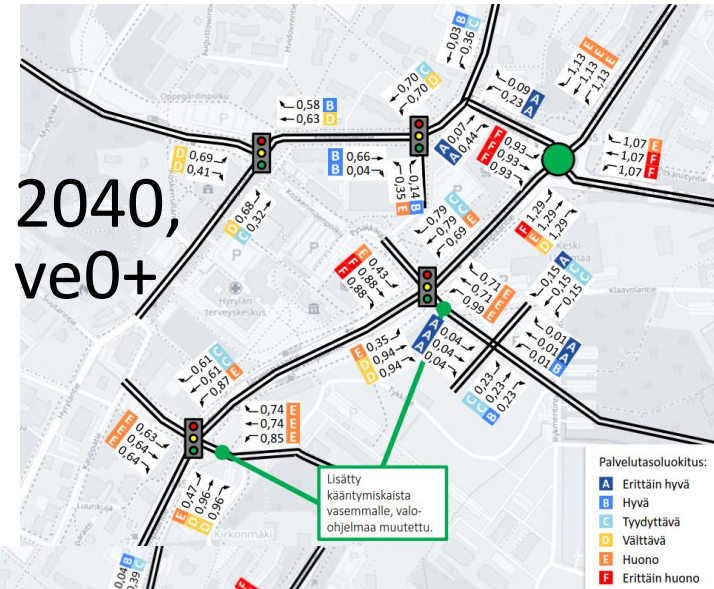 2040,
ve0+
0,03 B
0,36 C
0,70 C
0,70 D
0,58 B
0,63 D
D 0,69
D 0,41
B 0,66
B 0,04
0,35 E
0,14 B
A 0,07
A 0,44
0,09 A
0,23 A
1,13 E
1,13 E
1,13 E
F 0,93
F 0,93
F 0,93
1,07 E
1,07 F
1,07 F
D 0,68
C 0,32
0,79 C
0,79 C
0,69 E
F 1,29
E 1,29
D 1,29
Keski-
maa
Klaavolantie
E 0,43
F 0,88
F 0,88
0,71 E
0,71 E
0,99 E
0,15 A
0,15 C
0,15 C
Hyrylän
terveyskeskus
E 0,35
D 0,94
D 0,94
A 0,04
A 0,04
A 0,04
0,01 A
0,01 A
0,01 B
0,61 C
0,61 C
0,87 E
C 0,23
C 0,23
B 0,23
0,74 E
0,74 E
0,85 E
E 0,63
E 0,64
E 0,64
E 0,47
D 0,96
D 0,96
Kirkonmäki
Lisätty
kääntymiskaista
vasemmalle, valo-
ohjelmaa muutettu.
Palvelutasoluokitus:
A Erittäin hyvä
B Hyvä
C Tyydyttävä
D Välttävä
E Huono
F Erittäin huono
0,04 B
0,39 C